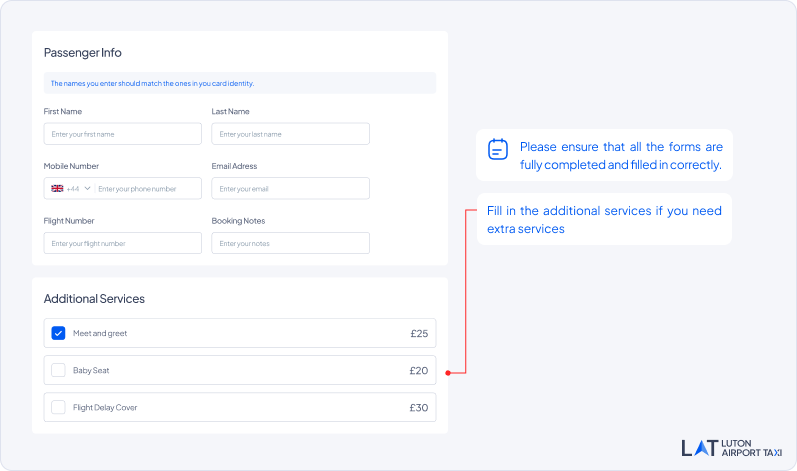 Passenger Info
The names you enter should match the ones in you card identity.
First Name
Last Name
Enter your first name
Enter your last name
Mobile Number
Email Adress
+44
Enter your phone number
Enter your email
Flight Number
Booking Notes
Enter your flight number
Enter your notes
Please ensure that all the forms are
fully completed and filled in correctly.
Fill in the additional services if you need
extra services
Additional Services
Meet and greet
£25
Baby Seat
£20
Flight Delay Cover
£30
LAT
LUTON
AIRPORT TAXI